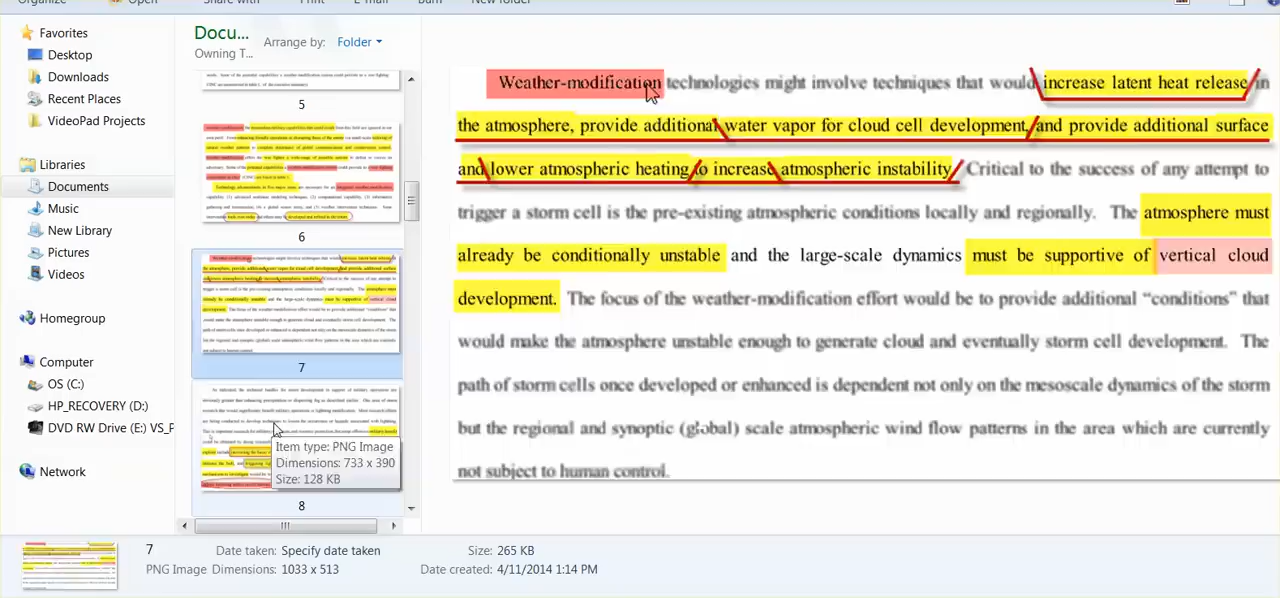 Organize
Open
Share with
Print
E-mail
Burn
New folder
Favorites
Desktop
Downloads
Recent Places
VideoPad Projects
Libraries
Documents
Music
New Library
Pictures
Videos
Homegroup
Computer
OS (C:)
HP_RECOVERY (D:)
DVD RW Drive (E:) VS_P
Network
Docu...
Owning T...
Arrange by: Folder
5
6
7
8
Item type: PNG Image
Dimensions: 733 x 390
Size: 128 KB
Weather-modification technologies might involve techniques that would increase latent heat release in
the atmosphere, provide additional water vapor for cloud cell development, and provide additional surface
and lower atmospheric heating to increase atmospheric instability. Critical to the success of any attempt to
trigger a storm cell is the pre-existing atmospheric conditions locally and regionally. The atmosphere must
already be conditionally unstable and the large-scale dynamics must be supportive of vertical cloud
development. The focus of the weather-modification effort would be to provide additional “conditions” that
would make the atmosphere unstable enough to generate cloud and eventually storm cell development. The
path of storm cells once developed or enhanced is dependent not only on the mesoscale dynamics of the storm
but the regional and synoptic (global) scale atmospheric wind flow patterns in the area which are currently
not subject to human control.
7 Date taken: Specify date taken Size: 265 KB
PNG Image Dimensions: 1033 x 513 Date created: 4/11/2014 1:14 PM